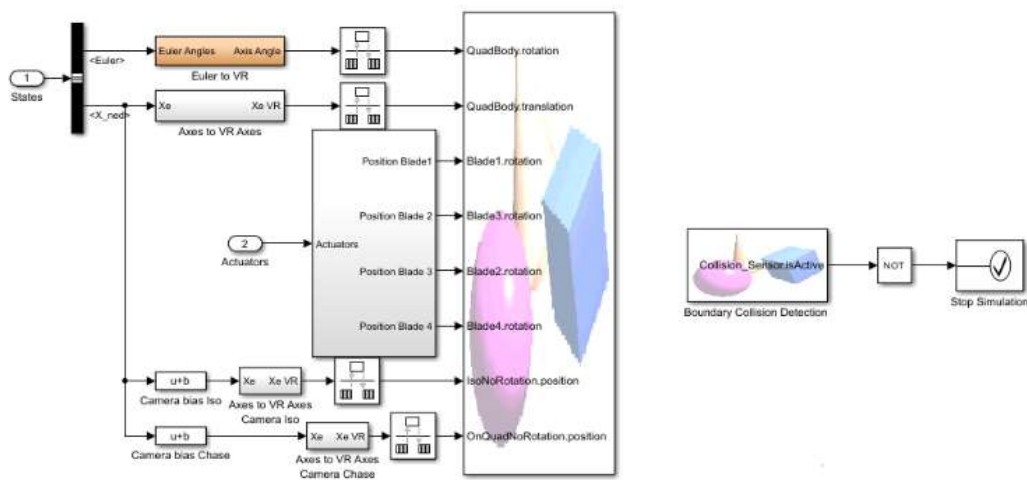 1
States
<Euler>
<X_ned>
Euler Angles Axis Angle
Euler to VR
Xe Xe VR
Axes to VR Axes
2
Actuators
Actuators
Position Blade1
Position Blade 2
Position Blade 3
Position Blade 4
u+b
Camera bias Iso
Xe Xe VR
Axes to VR Axes
Camera Iso
u+b
Camera bias Chase
Xe Xe VR
Axes to VR Axes
Camera Chase
QuadBody.rotation
QuadBody.translation
Blade1.rotation
Blade3.rotation
Blade2.rotation
Blade4.rotation
IsoNoRotation.position
OnQuadNoRotation.position
Collision_Sensor.isActive
Boundary Collision Detection
NOT
Stop Simulation